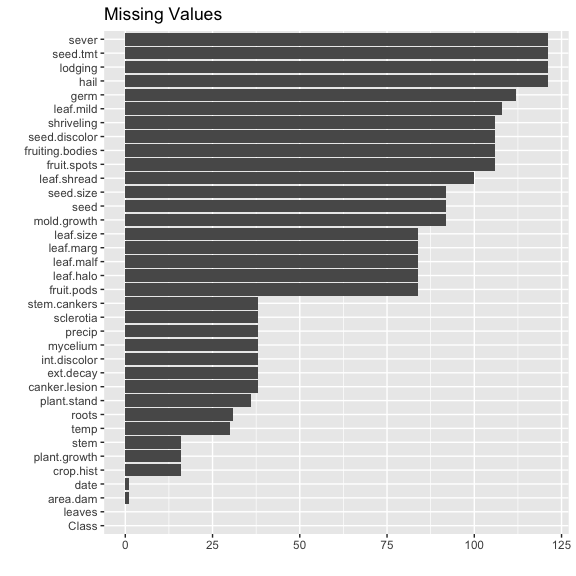 Missing Values
sever
seed.tmt
lodging
hail
germ
leaf.mild
shriveling
seed.discolor
fruiting.bodies
fruit.spots
leaf.shread
seed.size
seed
mold.growth
leaf.size
leaf.marg
leaf.malf
leaf.halo
fruit.pods
stem.cankers
sclerotia
precip
mycelium
int.discolor
ext.decay
canker.lesion
plant.stand
roots
temp
stem
plant.growth
crop.hist
date
area.dam
leaves
Class
0 25 50 75 100 125